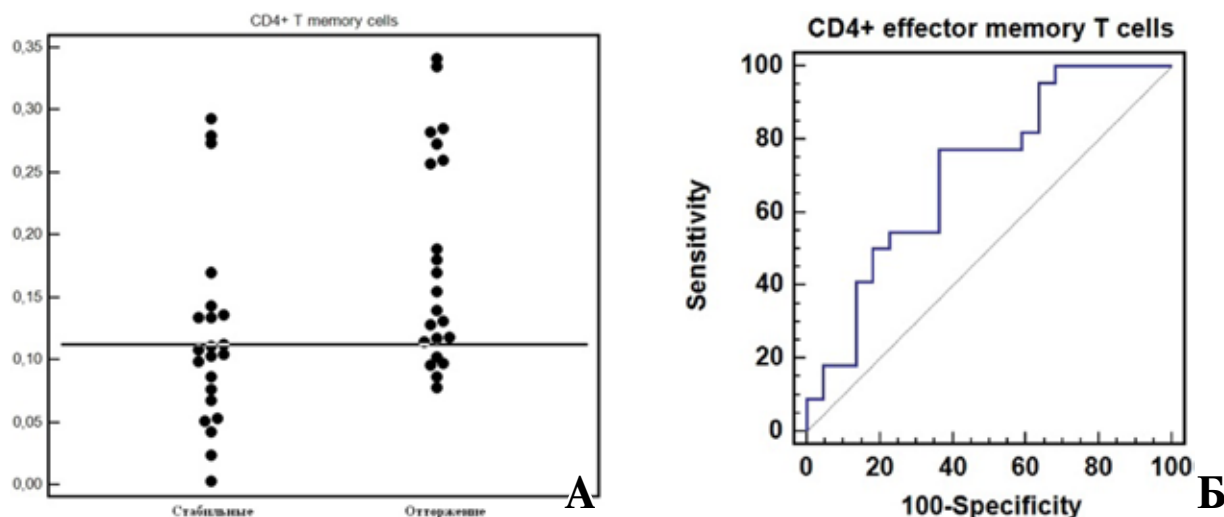 CD4+ T memory cells
0,35
0,30
0,25
0,20
0,15
0,10
0,05
0,00
Стабильные
Отторжение
А
CD4+ effector memory T cells
Sensitivity
100
80
60
40
20
0
0 20 40 60 80 100
100-Specificity
Б